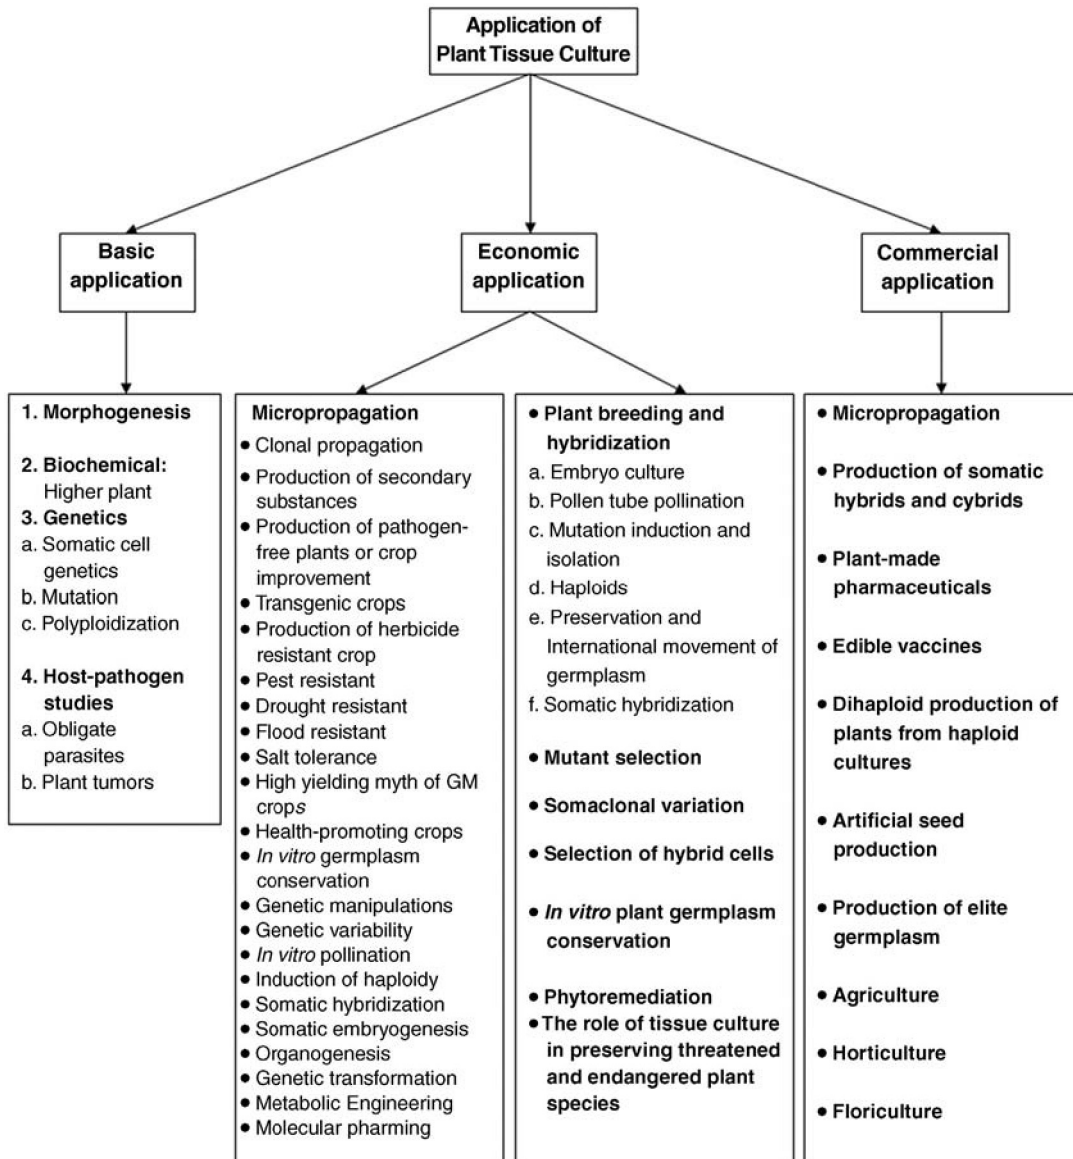 Application of
Plant Tissue Culture
Basic
application
Economic
application
Commercial
application
1. Morphogenesis
2. Biochemical:
Higher plant
3. Genetics
a. Somatic cell
genetics
b. Mutation
c. Polyploidization
4. Host-pathogen
studies
a. Obligate
parasites
b. Plant tumors
Micropropagation
● Clonal propagation
● Production of secondary
substances
● Production of pathogen-
free plants or crop
improvement
● Transgenic crops
● Production of herbicide
resistant crop
● Pest resistant
● Drought resistant
● Flood resistant
● Salt tolerance
● High yielding myth of GM
crops
● Health-promoting crops
● In vitro germplasm
conservation
● Genetic manipulations
● Genetic variability
● In vitro pollination
● Induction of haploidy
● Somatic hybridization
● Somatic embryogenesis
● Organogenesis
● Genetic transformation
● Metabolic Engineering
● Molecular pharming
● Plant breeding and
hybridization
a. Embryo culture
b. Pollen tube pollination
c. Mutation induction and
isolation
d. Haploids
e. Preservation and
International movement of
germplasm
f. Somatic hybridization
● Mutant selection
● Somaclonal variation
● Selection of hybrid cells
● In vitro plant germplasm
conservation
● Phytoremediation
● The role of tissue culture
in preserving threatened
and endangered plant
species
● Micropropagation
● Production of somatic
hybrids and cybrids
● Plant-made
pharmaceuticals
● Edible vaccines
● Dihaploid production of
plants from haploid
cultures
● Artificial seed
production
● Production of elite
germplasm
● Agriculture
● Horticulture
● Floriculture